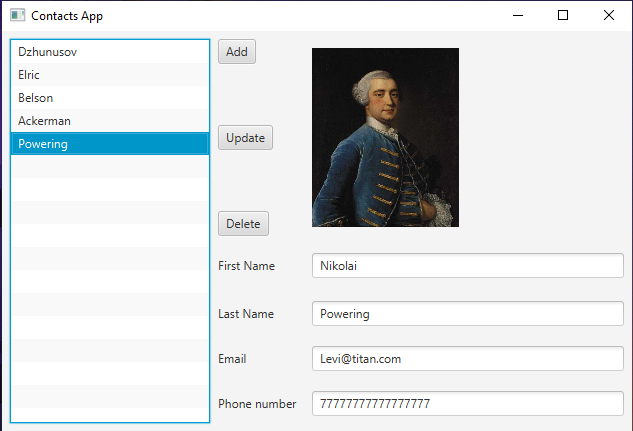 Contacts App
Dzhunusov
Elric
Belson
Ackerman
Powering
Add
Update
Delete
First Name Nikolai
Last Name Powering
Email Levi@titan.com
Phone number 77777777777777777